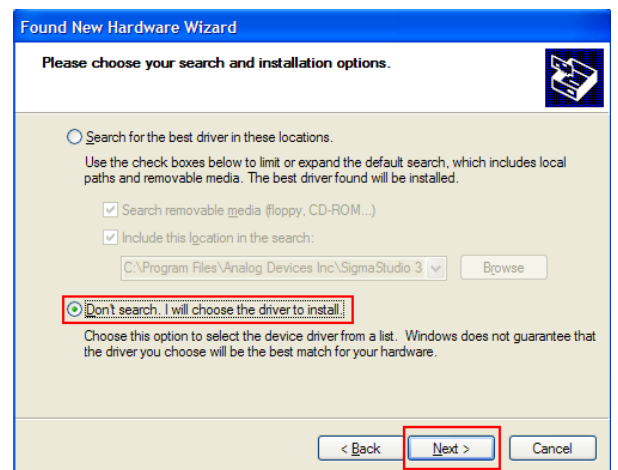 Found New Hardware Wizard
Please choose your search and installation options.
Search for the best driver in these locations.
Use the check boxes below to limit or expand the default search, which includes local
paths and removable media. The best driver found will be installed.
Search removable media (floppy, CD-ROM...)
Include this location in the search:
C:\Program Files\Analog Devices Inc\SigmaStudio 3
Browse
Don't search. I will choose the driver to install.
Choose this option to select the device driver from a list. Windows does not guarantee that
the driver you choose will be the best match for your hardware.
< Back Next > Cancel